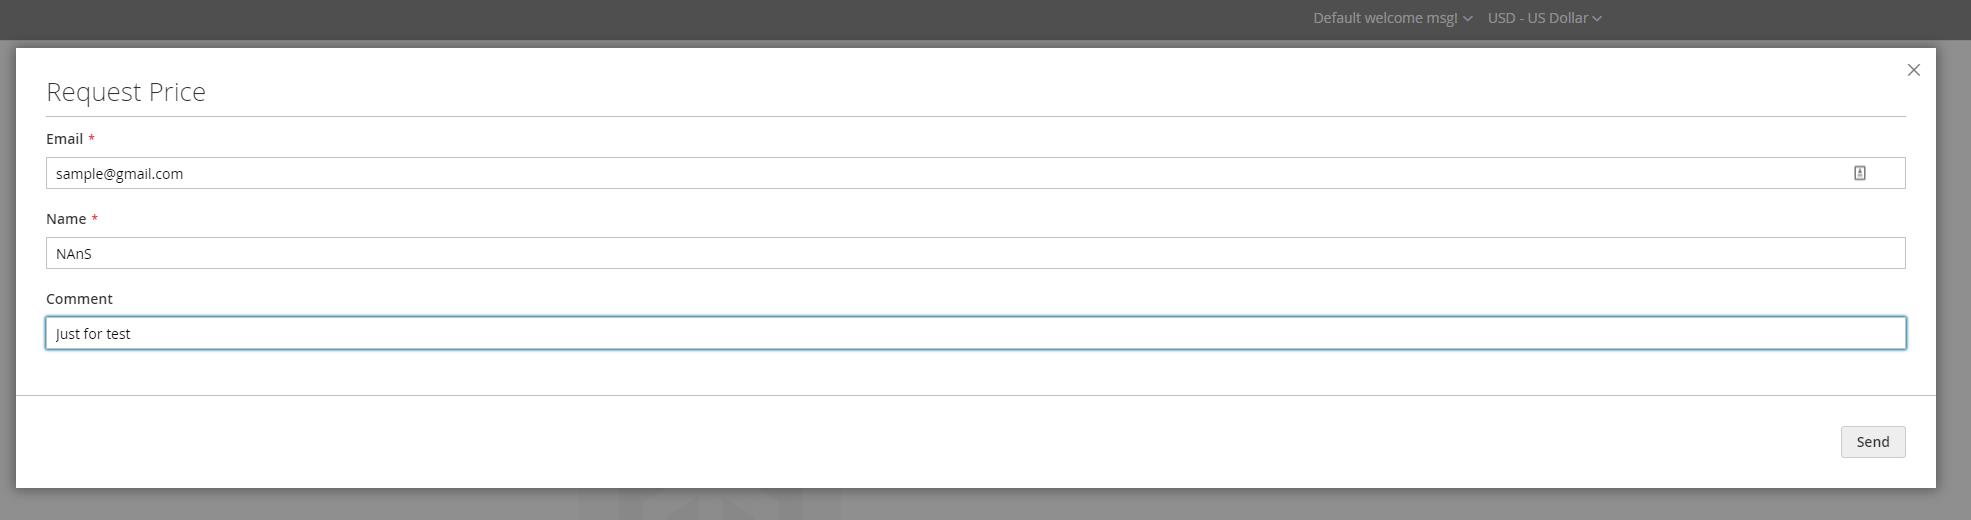 Default welcome msg! USD - US Dollar
Request Price
Email *
sample@gmail.com
Name *
NAnS
Comment
Just for test
Send